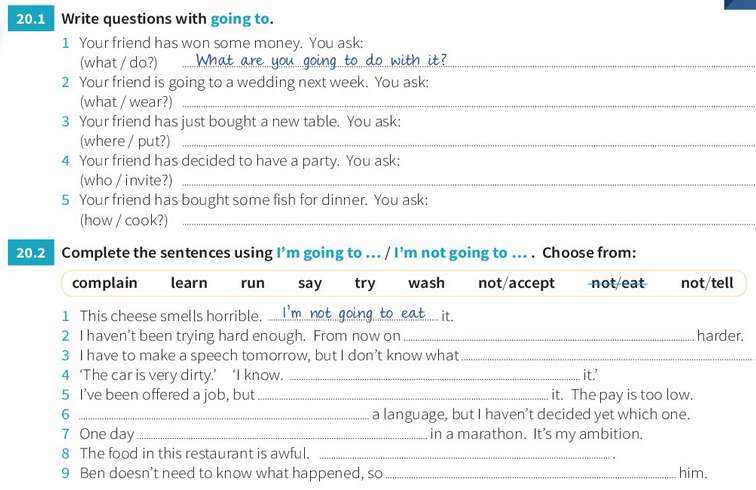 20.1 Write questions with going to.
1 Your friend has won some money. You ask:
(what / do?) What are you going to do with it?
2 Your friend is going to a wedding next week. You ask:
(what / wear?)
3 Your friend has just bought a new table. You ask:
(where / put?)
4 Your friend has decided to have a party. You ask:
(who / invite?)
5 Your friend has bought some fish for dinner. You ask:
(how / cook?)
20.2 Complete the sentences using I'm going to … / I'm not going to … . Choose from:
complain learn run say try wash not/accept not/eat not/tell
1 This cheese smells horrible. I'm not going to eat it.
2 I haven't been trying hard enough. From now on harder.
3 I have to make a speech tomorrow, but I don't know what
4 'The car is very dirty.' 'I know. it.'
5 I've been offered a job, but it. The pay is too low.
6 a language, but I haven't decided yet which one.
7 One day in a marathon. It's my ambition.
8 The food in this restaurant is awful. .
9 Ben doesn't need to know what happened, so him.